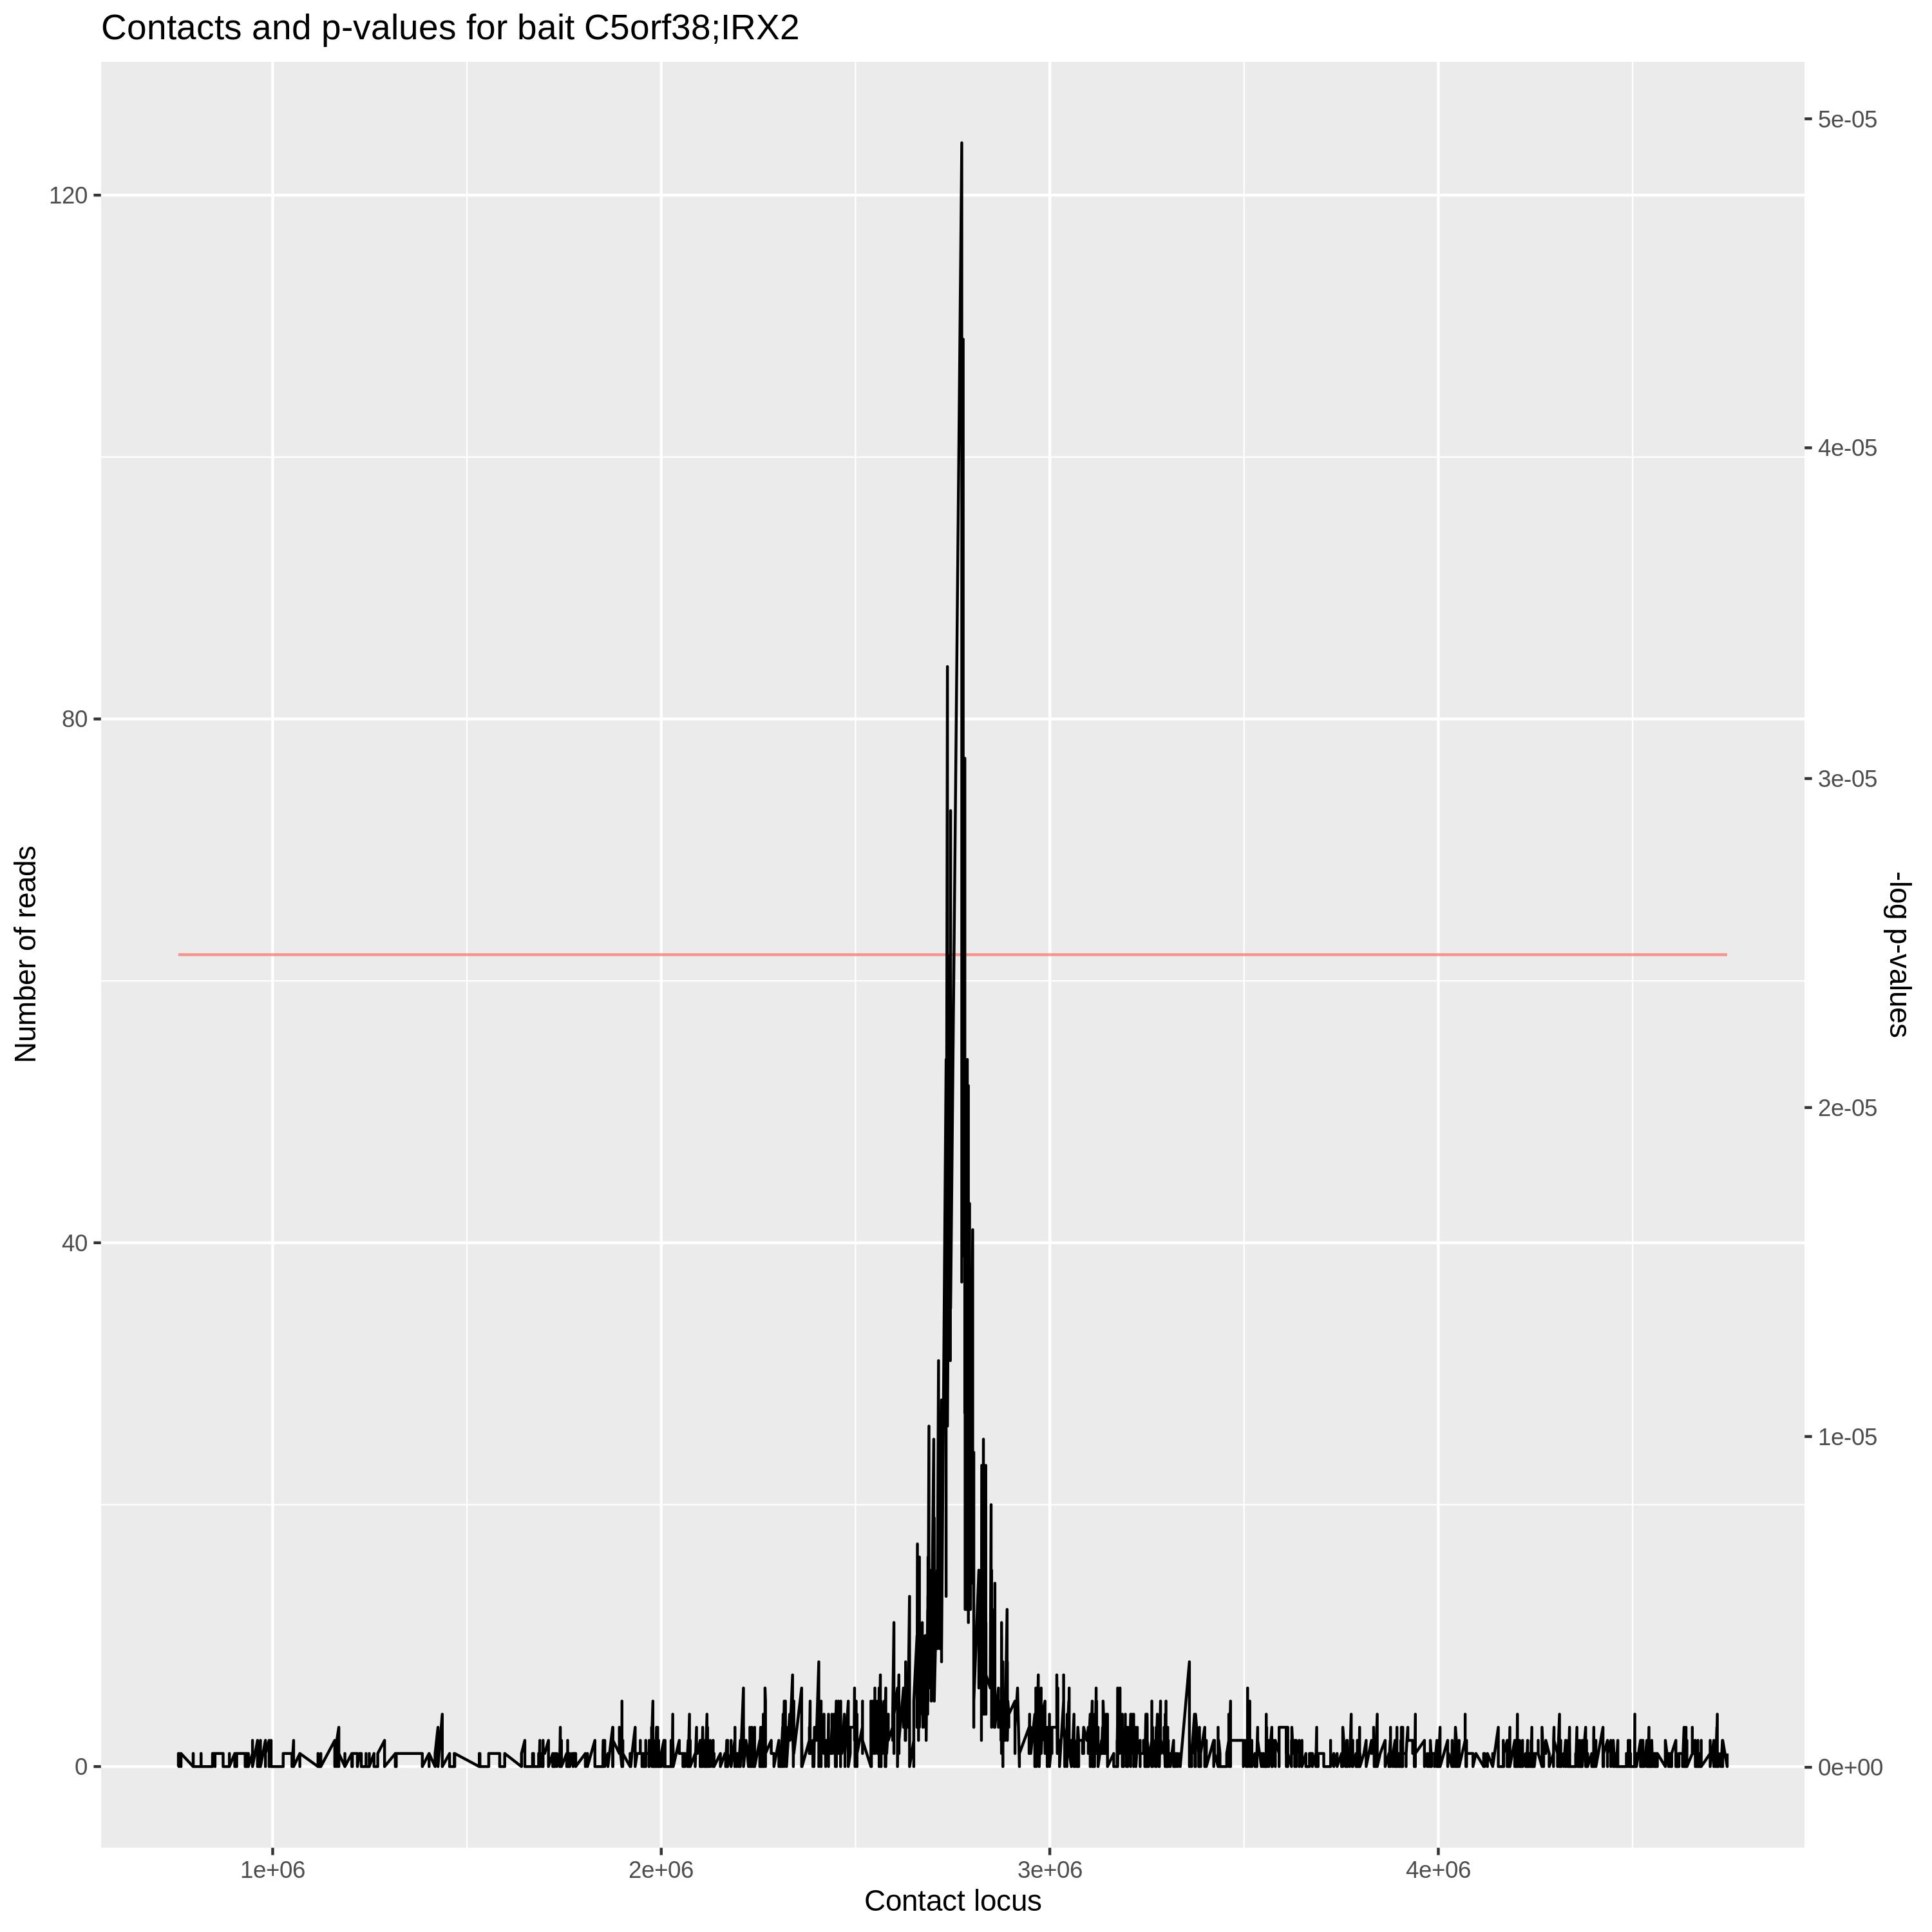 Contacts and p-values for bait C5orf38;IRX2
120
80
40
0
Number of reads
5e-05
4e-05
3e-05
2e-05
1e-05
0e+00
-log p-values
1e+06
2e+06
3e+06
4e+06
Contact locus